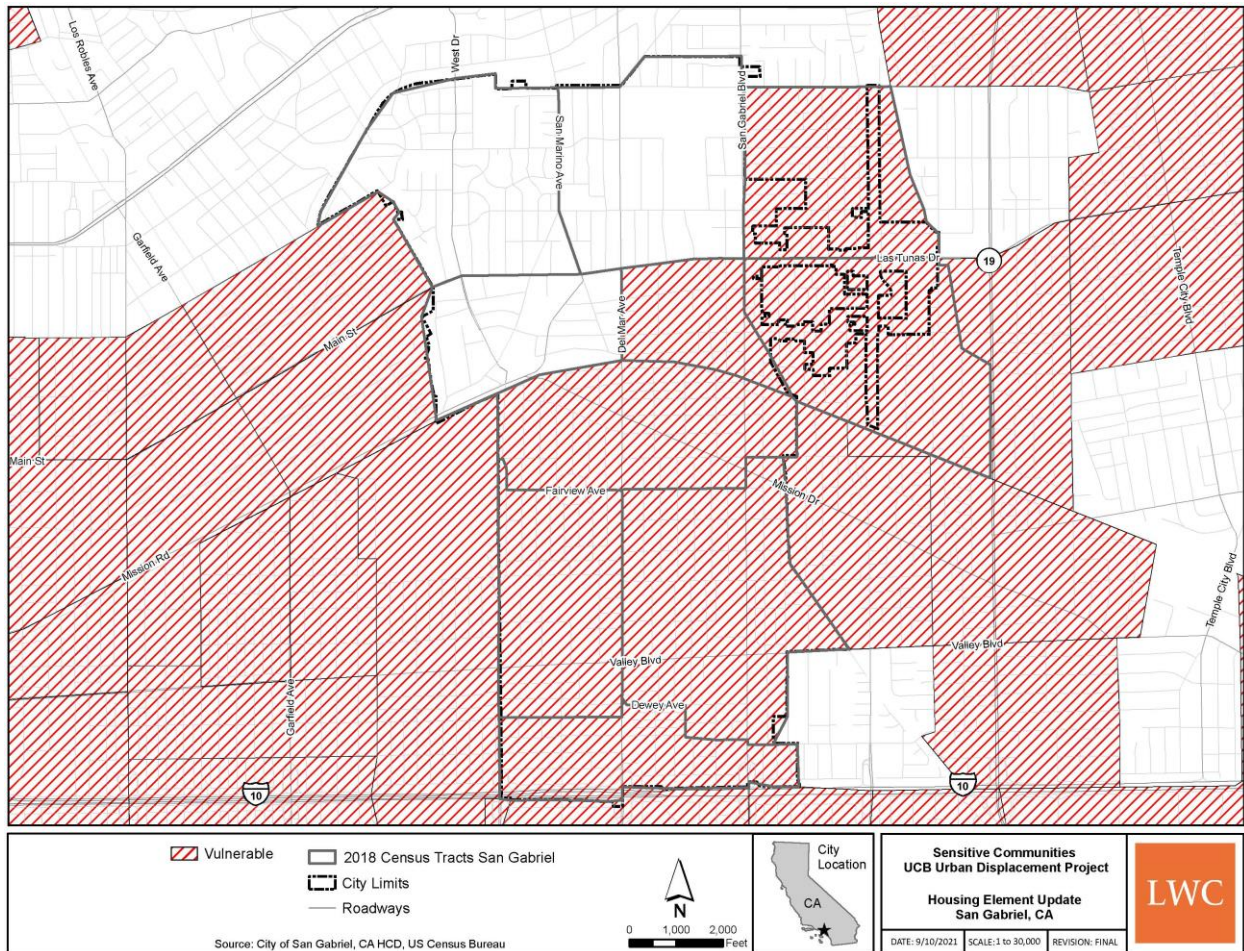 Los Robles Ave
West Dr
San Marino Ave
San Gabriel Blvd
Garfield Ave
Las Tunas Dr
19
Temple City Blvd
Main St
Del Mar Ave
Main St
Fairview Ave
Mission Dr
Mission Rd
Temple City Blvd
Valley Blvd
Valley Blvd
Dewey Ave
Garfield Ave
10
10
Vulnerable
2018 Census Tracts San Gabriel
City Limits
Roadways
Source: City of San Gabriel, CA HCD, US Census Bureau
N
0 1,000 2,000
Feet
City
Location
CA
Sensitive Communities
UCB Urban Displacement Project
Housing Element Update
San Gabriel, CA
DATE: 9/10/2021 SCALE:1 to 30,000 REVISION: FINAL
LWC